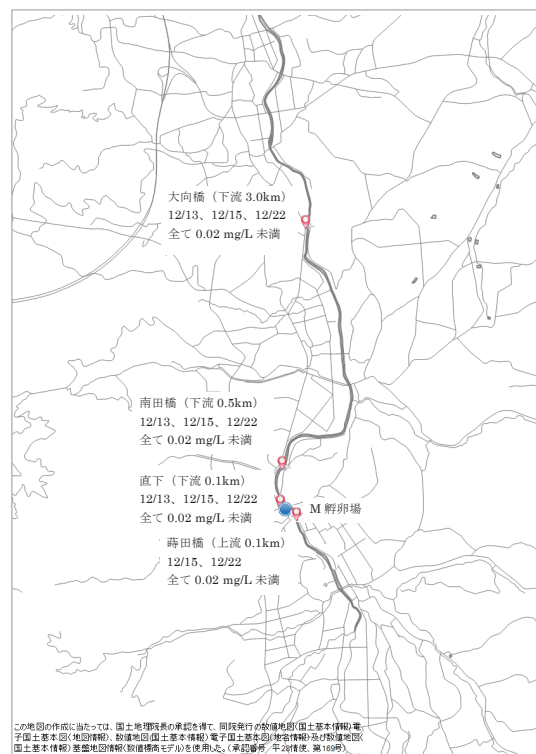 大向橋（下流 3.0km）
12/13、12/15、12/22
全て 0.02 mg/L 未満
南田橋（下流 0.5km）
12/13、12/15、12/22
全て 0.02 mg/L 未満
直下（下流 0.1km）
12/13、12/15、12/22
全て 0.02 mg/L 未満
M 孵卵場
蒔田橋（上流 0.1km）
12/15、12/22
全て 0.02 mg/L 未満
この地図の作成に当たっては、国土地理院長の承認を得て、同院発行の数値地図(国土基本情報)電
子国土基本図(地図情報)、数値地図(国土基本情報)電子国土基本図(地名情報)及び数値地図(
国土基本情報)基盤地図情報(数値標高モデル)を使用した。(承認番号 平28情使、第169号)